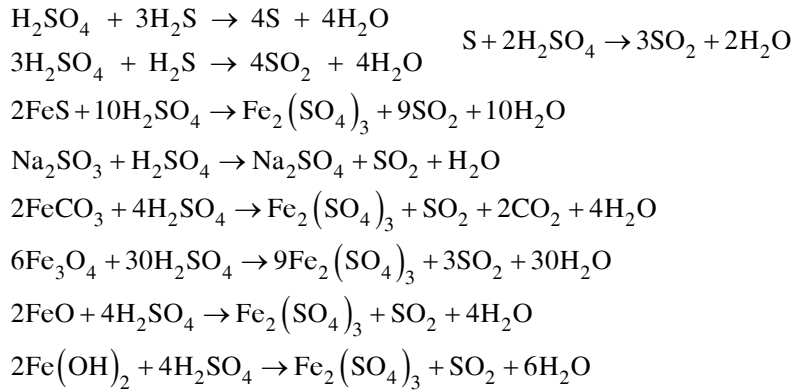 H₂SO₄ + 3H₂S → 4S + 4H₂O
S + 2H₂SO₄ → 3SO₂ + 2H₂O
3H₂SO₄ + H₂S → 4SO₂ + 4H₂O
2FeS + 10H₂SO₄ → Fe₂(SO₄)₃ + 9SO₂ + 10H₂O
Na₂SO₃ + H₂SO₄ → Na₂SO₄ + SO₂ + H₂O
2FeCO₃ + 4H₂SO₄ → Fe₂(SO₄)₃ + SO₂ + 2CO₂ + 4H₂O
6Fe₃O₄ + 30H₂SO₄ → 9Fe₂(SO₄)₃ + 3SO₂ + 30H₂O
2FeO + 4H₂SO₄ → Fe₂(SO₄)₃ + SO₂ + 4H₂O
2Fe(OH)₂ + 4H₂SO₄ → Fe₂(SO₄)₃ + SO₂ + 6H₂O